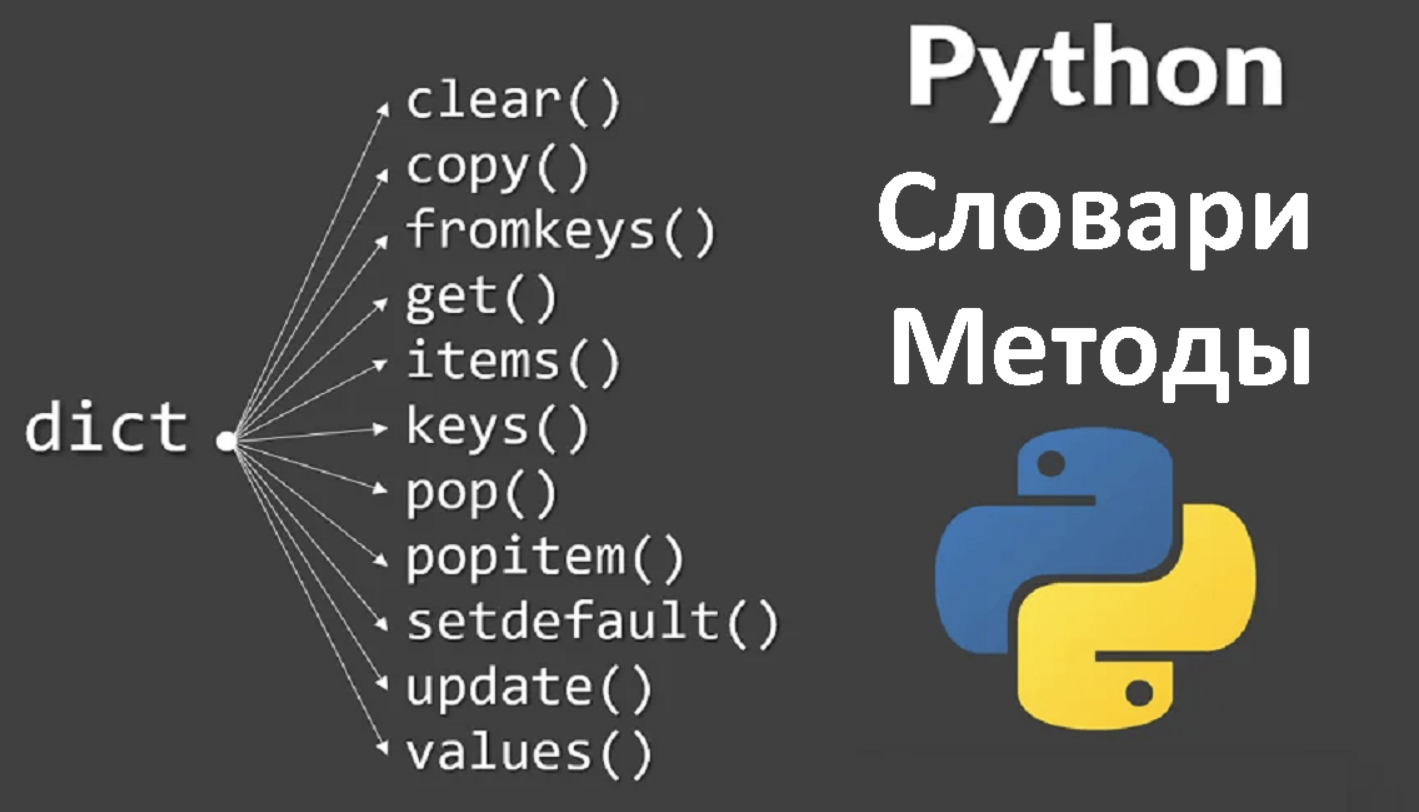 dict
clear()
copy()
fromkeys()
get()
items()
keys()
pop()
popitem()
setdefault()
update()
values()
Python
Словари
Методы